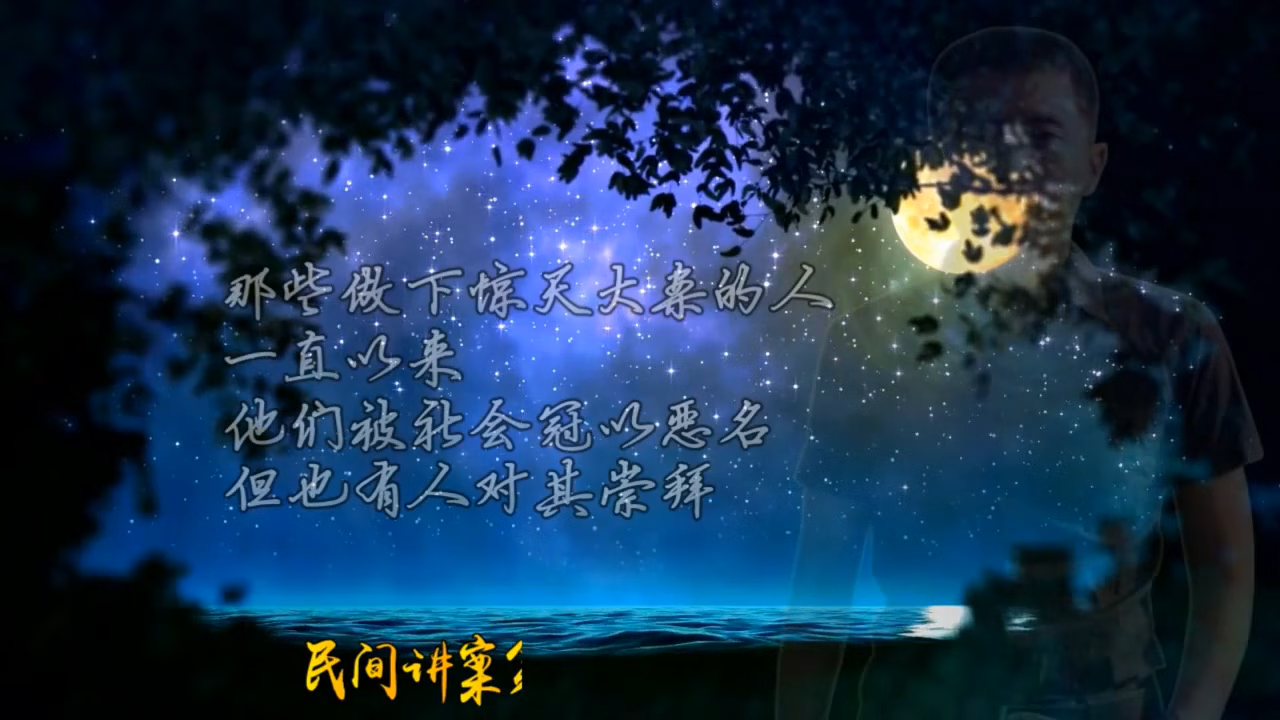 那些做下惊天大案的人
一直以来
他们被社会冠以恶名
但也有人对其崇拜
民间讲案